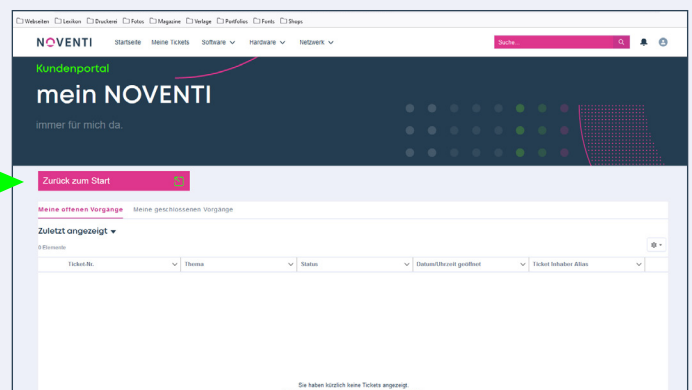 Webseiten Lexikon Druckerei Fotos Magazine Verlage Portfolios Fonts Shops
NOVENTI Startseite Meine Tickets Software Hardware Netzwerk Suche...
Kundenportal
mein NOVENTI
immer für mich da.
Zurück zum Start
Meine offenen Vorgänge Meine geschlossenen Vorgänge
Zuletzt angezeigt
0 Elemente
Ticket-Nr. Thema Status Datum/Uhrzeit geöffnet Ticket Inhaber Alias
Sie haben kürzlich keine Tickets angezeigt.